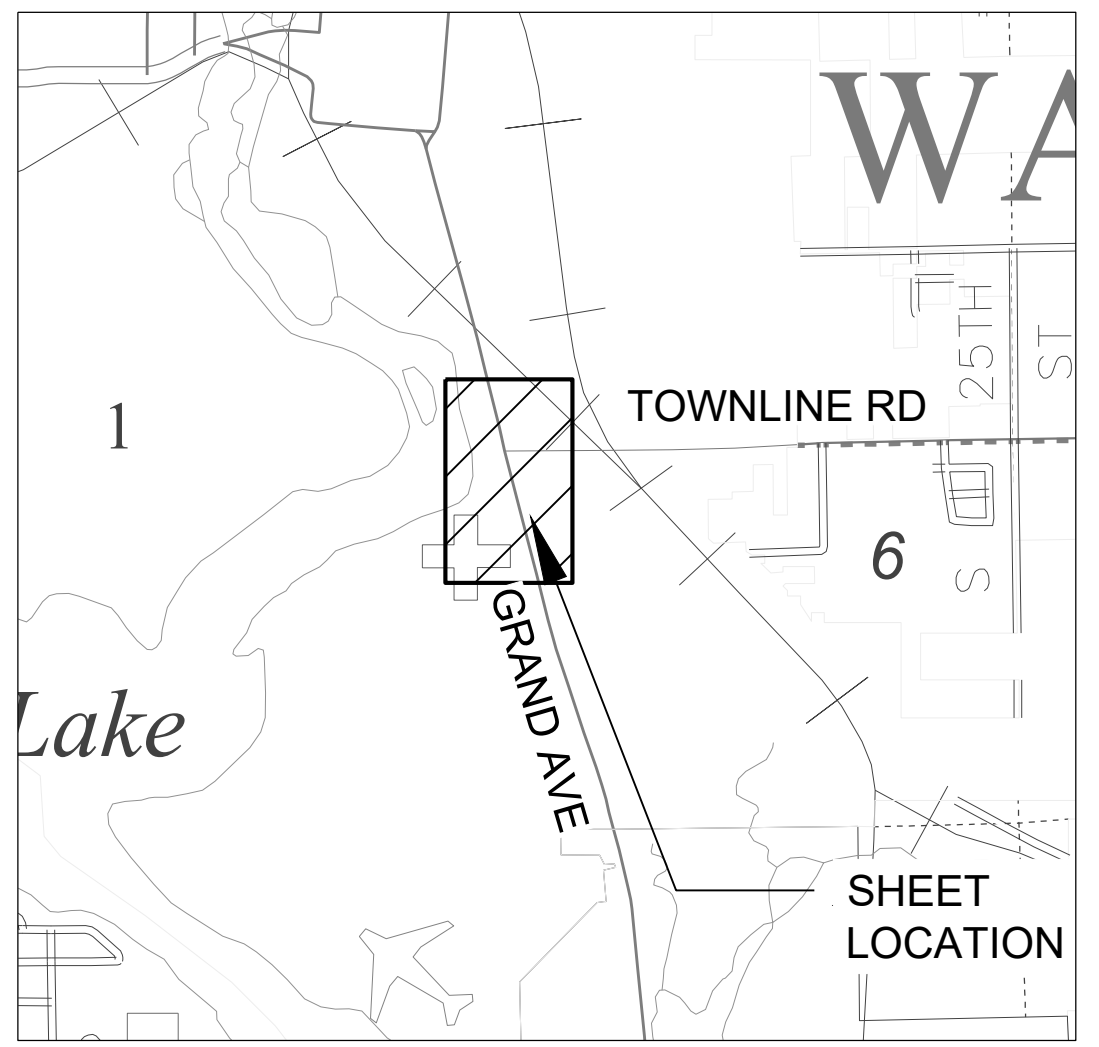 WA
25TH
ST
TOWNLINE RD
1
6
S
GRAND AVE
Lake
SHEET
LOCATION